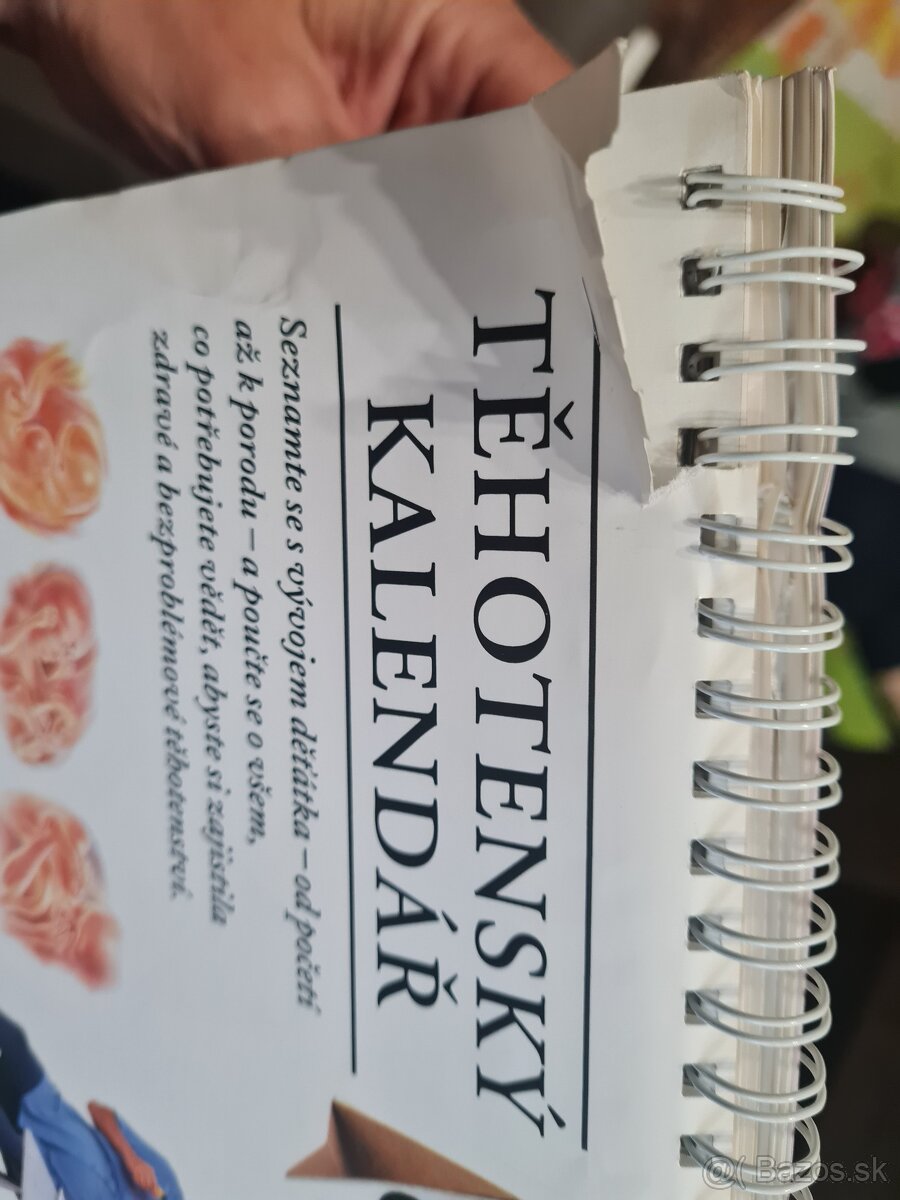 TĚHOTENSKÝ
KALENDÁŘ
Seznamte se s vývojem děťátka – od početí
až k porodu – a poučte se o všem,
co potřebujete vědět, abyste si zajistila
zdravé a bezproblémové těhotenství.
@( Bazos.sk